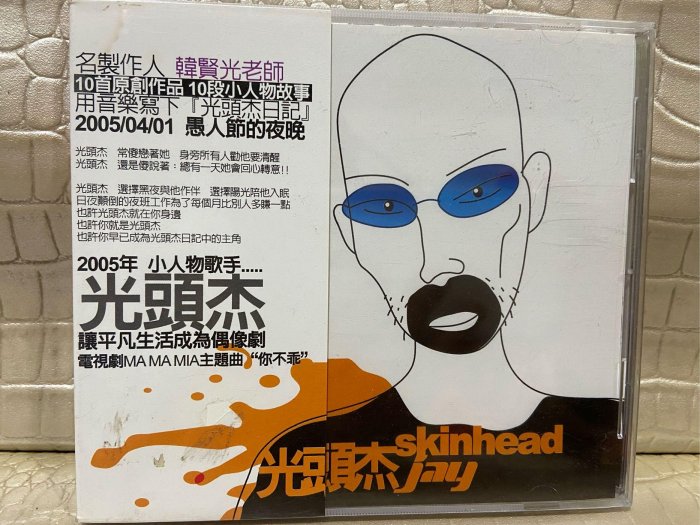 名製作人 韓賢光老師
10首原創作品 10段小人物故事
用音樂寫下『光頭杰日記』
2005/04/01 愚人節的夜晚
光頭杰 常傻戀著她 身旁所有人勸他要清醒
光頭杰 還是傻說著：總有一天她會回心轉意!!
光頭杰 選擇黑夜與他作伴 選擇陽光陪他入眠
日夜顛倒的夜班工作為了每個月比別人多賺一點
也許光頭杰就在你身邊
也許你就是光頭杰
也許你早已成為光頭杰日記中的主角
2005年 小人物歌手.....
光頭杰
讓平凡生活成為偶像劇
電視劇MA MA MIA主題曲 “你不乖”
光頭杰 skinhead
jay